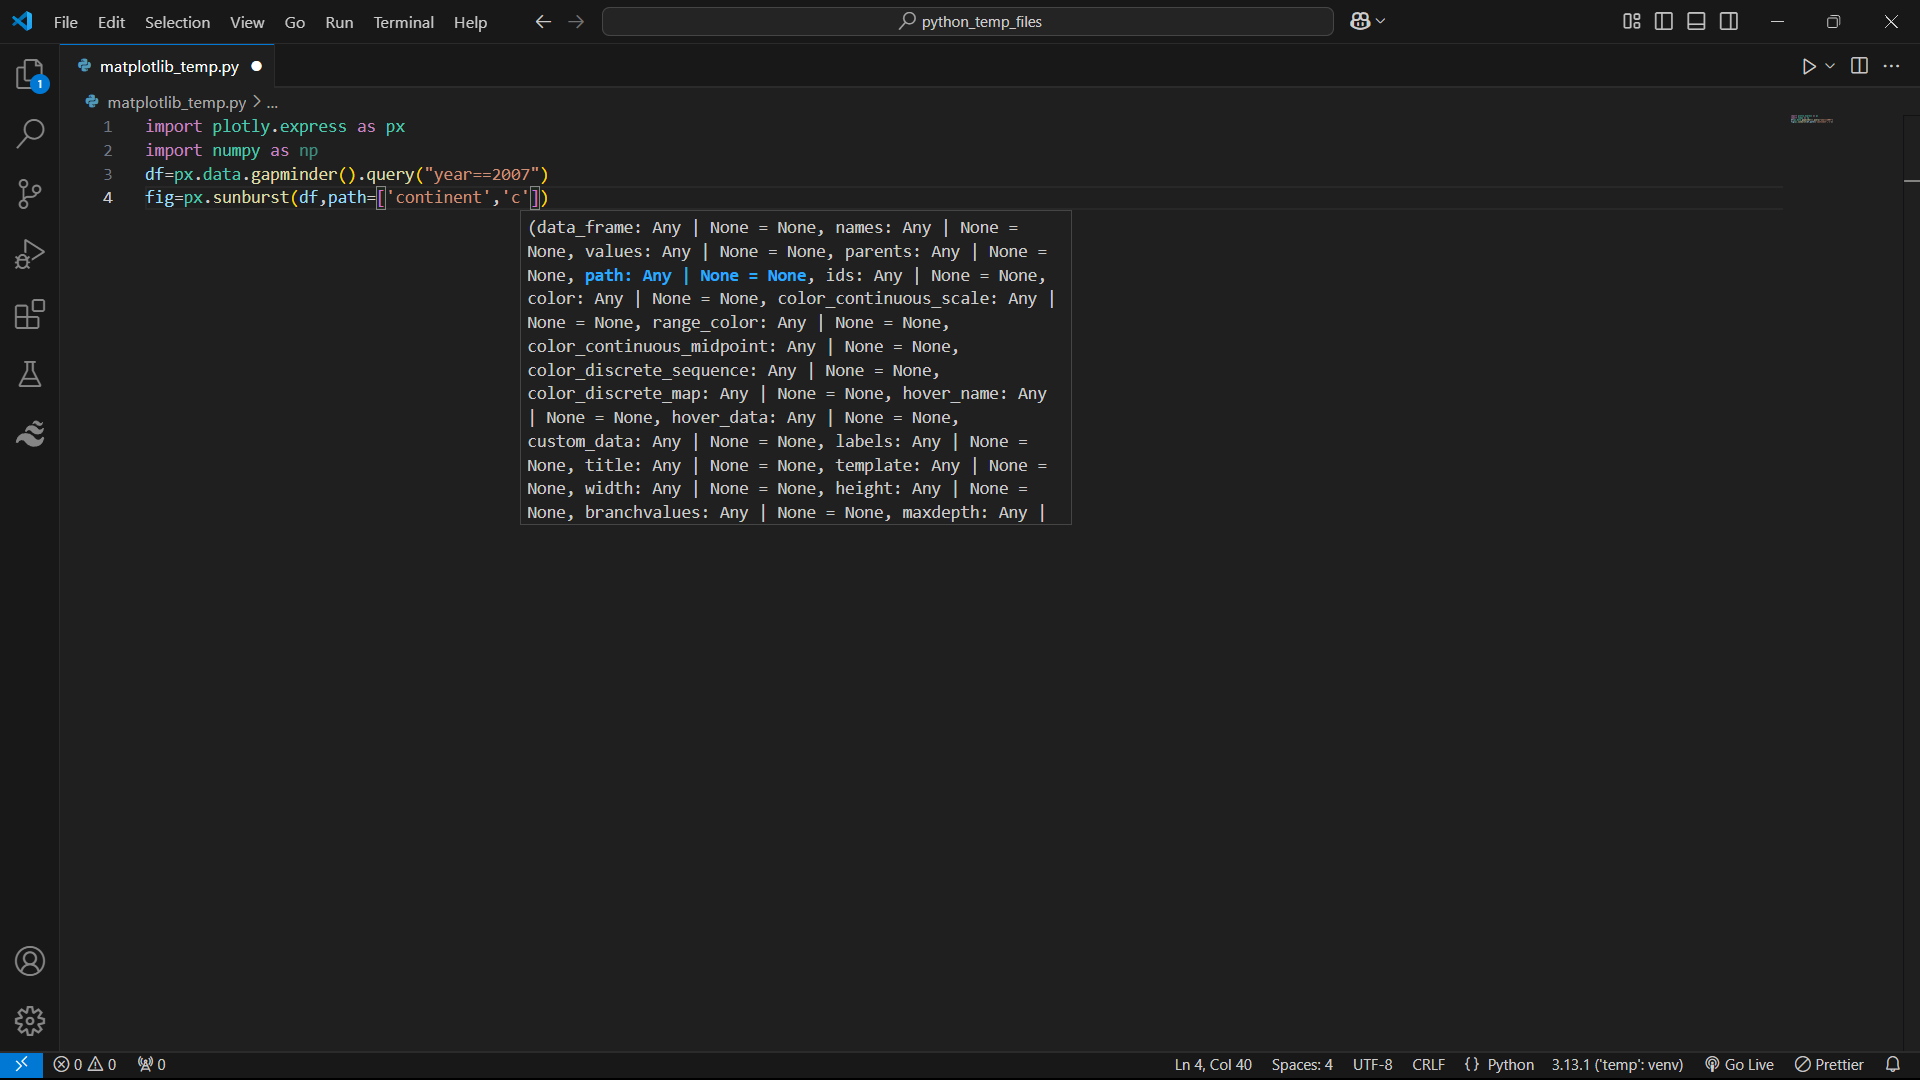 File Edit Selection View Go Run Terminal Help python_temp_files
matplotlib_temp.py
1
matplotlib_temp.py > ...
1 import plotly.express as px
2 import numpy as np
3 df=px.data.gapminder().query("year==2007")
4 fig=px.sunburst(df,path=['continent','c'])
(data_frame: Any | None = None, names: Any | None =
None, values: Any | None = None, parents: Any | None =
None, path: Any | None = None, ids: Any | None = None,
color: Any | None = None, color_continuous_scale: Any |
None = None, range_color: Any | None = None,
color_continuous_midpoint: Any | None = None,
color_discrete_sequence: Any | None = None,
color_discrete_map: Any | None = None, hover_name: Any
| None = None, hover_data: Any | None = None,
custom_data: Any | None = None, labels: Any | None =
None, title: Any | None = None, template: Any | None =
None, width: Any | None = None, height: Any | None =
None, branchvalues: Any | None = None, maxdepth: Any |
0 0 0 Ln 4, Col 40 Spaces: 4 UTF-8 CRLF {} Python 3.13.1 ('temp': venv) Go Live Prettier